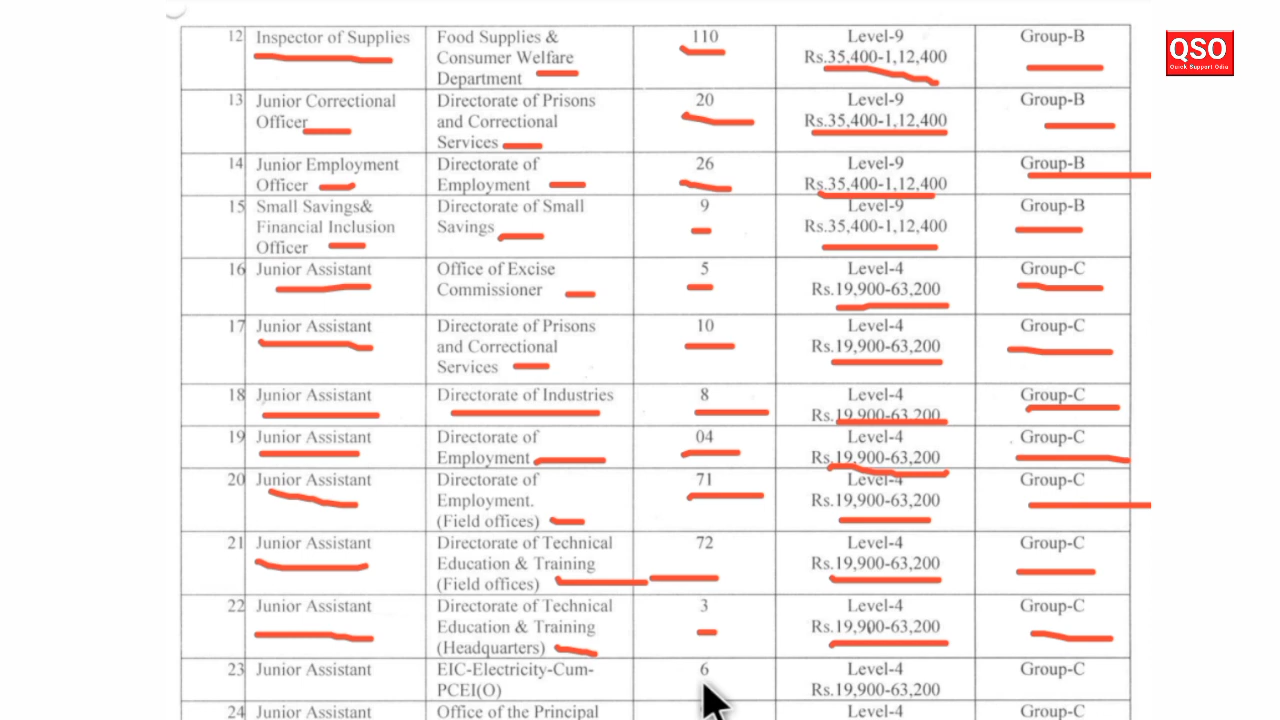 QSO
Quick Support Odia
12 Inspector of Supplies Food Supplies & 110 Level-9 Group-B
Consumer Welfare Rs.35,400-1,12,400
Department
13 Junior Correctional Directorate of Prisons 20 Level-9 Group-B
Officer and Correctional Rs.35,400-1,12,400
Services
14 Junior Employment Directorate of 26 Level-9 Group-B
Officer Employment Rs.35,400-1,12,400
15 Small Savings& Directorate of Small 9 Level-9 Group-B
Financial Inclusion Savings Rs.35,400-1,12,400
Officer
16 Junior Assistant Office of Excise 5 Level-4 Group-C
Commissioner Rs.19,900-63,200
17 Junior Assistant Directorate of Prisons 10 Level-4 Group-C
and Correctional Rs.19,900-63,200
Services
18 Junior Assistant Directorate of Industries 8 Level-4 Group-C
Rs.19,900-63,200
19 Junior Assistant Directorate of 04 Level-4 Group-C
Employment Rs.19,900-63,200
20 Junior Assistant Directorate of 71 Level-4 Group-C
Employment. Rs.19,900-63,200
(Field offices)
21 Junior Assistant Directorate of Technical 72 Level-4 Group-C
Education & Training Rs.19,900-63,200
(Field offices)
22 Junior Assistant Directorate of Technical 3 Level-4 Group-C
Education & Training Rs.19,900-63,200
(Headquarters)
23 Junior Assistant EIC-Electricity-Cum- 6 Level-4 Group-C
PCEI(O) Rs.19,900-63,200
24 Junior Assistant Office of the Principal Level-4 Group-C